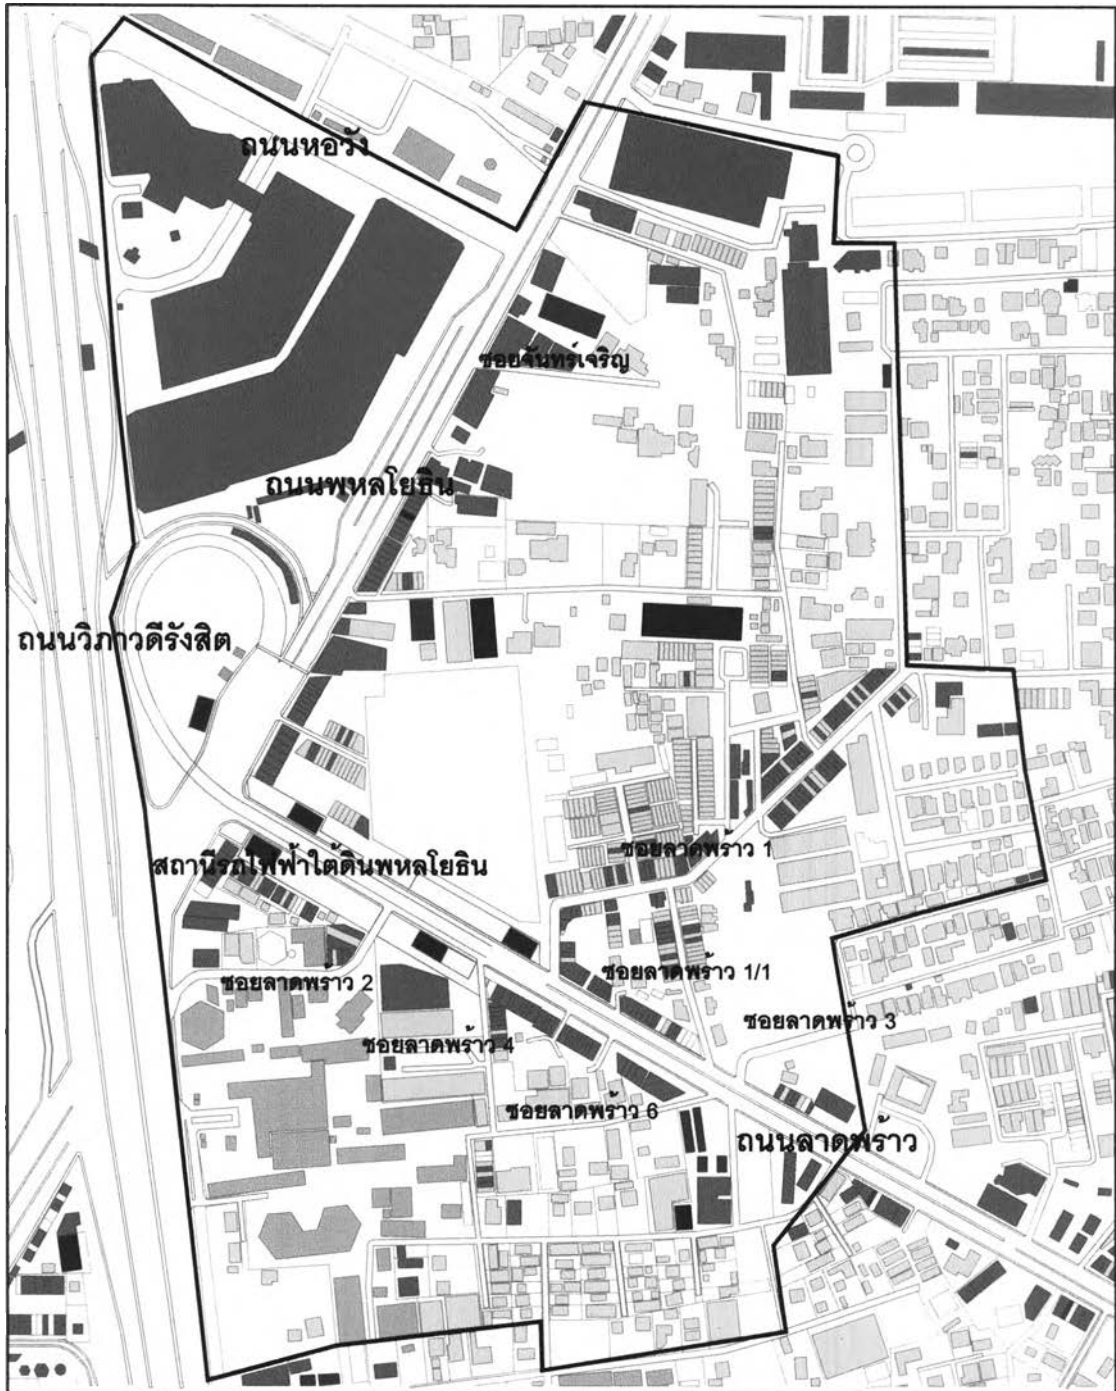 ถนนหอวัง
ซอยจันทร์เจริญ
ถนนพหลโยธิน
ถนนวิภาวดีรังสิต
ซอยลาดพร้าว 1
สถานีรถไฟฟ้าใต้ดินพหลโยธิน
ซอยลาดพร้าว 1/1
ซอยลาดพร้าว 2
ซอยลาดพร้าว 3
ซอยลาดพร้าว 4
ซอยลาดพร้าว 6
ถนนลาดพร้าว